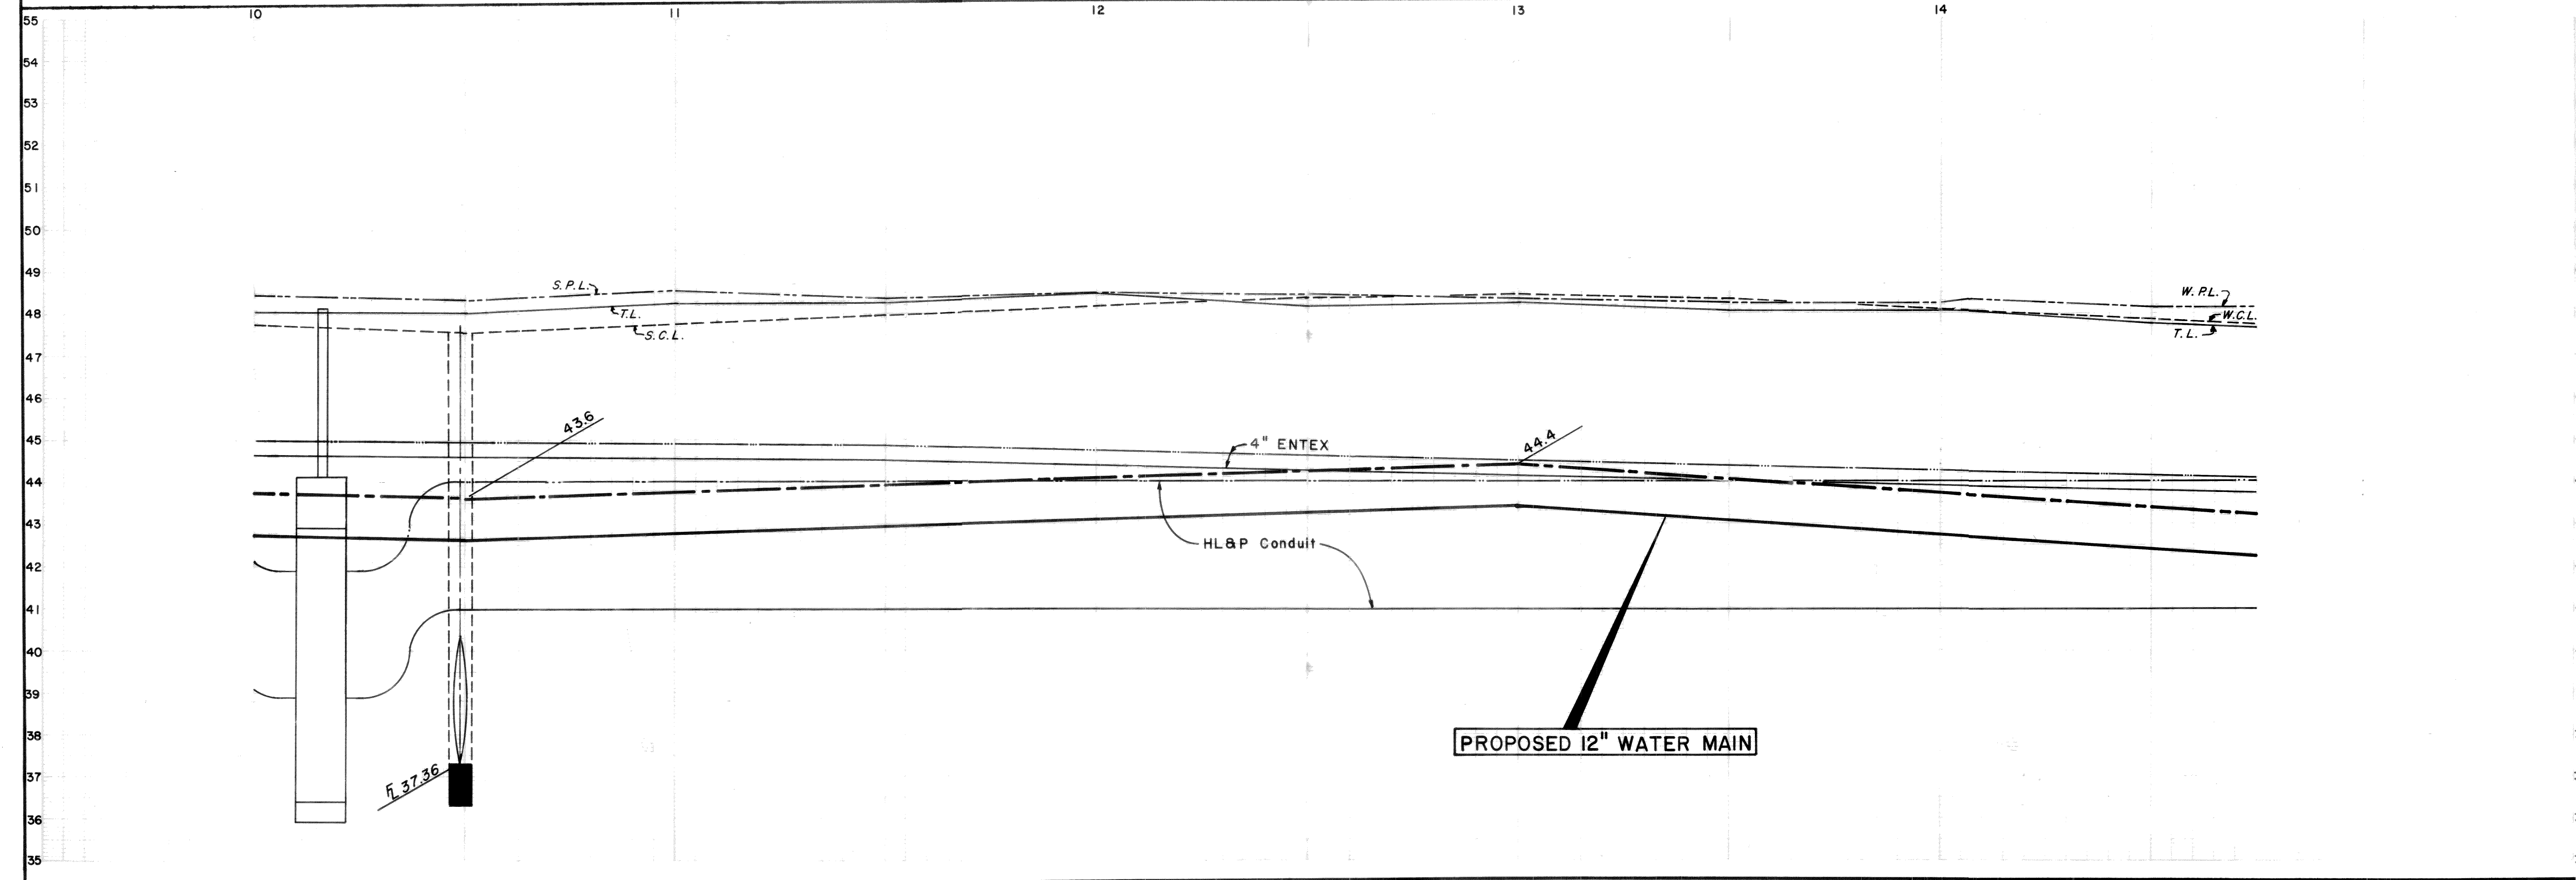 10 11 12 13 14
55
54
53
52
51
50
49
48
47
46
45
44
43
42
41
40
39
38
37
36
35
S.P.L.
T.L.
S.C.L.
W.P.L.
W.C.L.
T.L.
43.6
4" ENTEX
44.4
HL&P Conduit
PROPOSED 12" WATER MAIN
FL 37.36